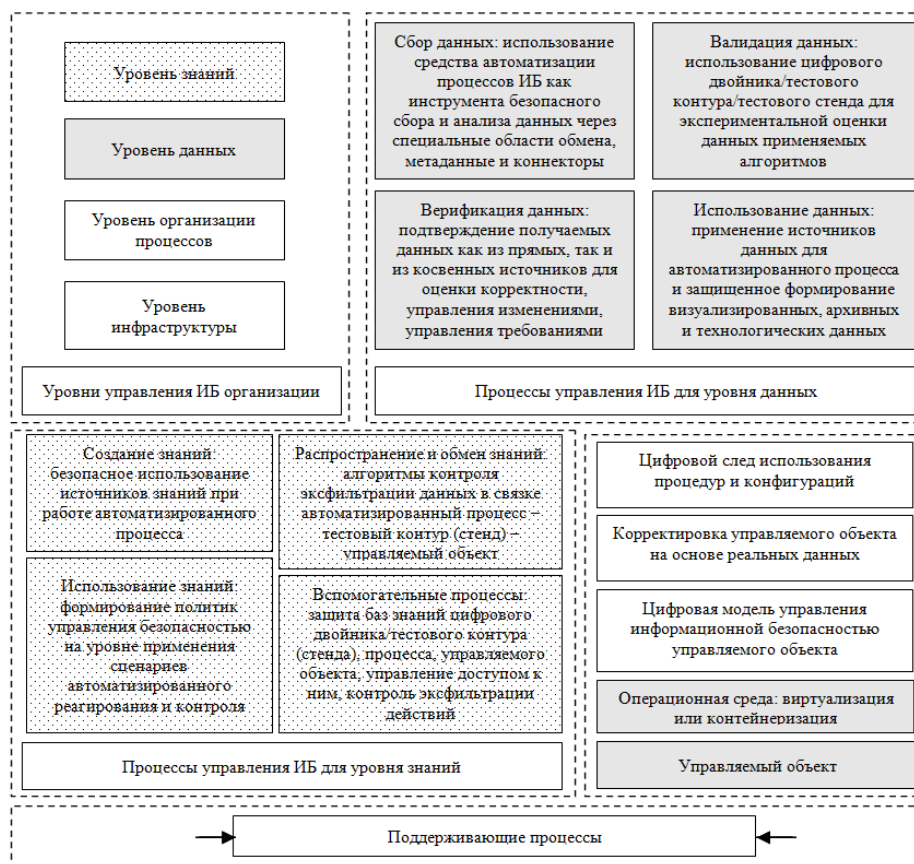 Уровень знаний
Уровень данных
Уровень организации
процессов
Уровень
инфраструктуры
Уровни управления ИБ организации
Сбор данных: использование
средства автоматизации
процессов ИБ как
инструмента безопасного
сбора и анализа данных через
специальные области обмена,
метаданные и коннекторы
Валидация данных:
использование цифрового
двойника/тестового
контура/тестового стенда для
экспериментальной оценки
данных применяемых
алгоритмов
Верификация данных:
подтверждение получаемых
данных как из прямых, так и
из косвенных источников для
оценки корректности,
управления изменениями,
управления требованиями
Использование данных:
применение источников
данных для
автоматизированного процесса
и защищенное формирование
визуализированных, архивных
и технологических данных
Процессы управления ИБ для уровня данных
Создание знаний:
безопасное использование
источников знаний при
работе автоматизированного
процесса
Распространение и обмен знаний:
алгоритмы контроля
эксфильтрации данных в связке
автоматизированный процесс –
тестовый контур (стенд) –
управляемый объект
Использование знаний:
формирование политик
управления безопасностью
на уровне применения
сценариев
автоматизированного
реагирования и контроля
Вспомогательные процессы:
защита баз знаний цифрового
двойника/тестового контура
(стенда), процесса, управляемого
объекта, управление доступом к
ним, контроль эксфильтрации
действий
Процессы управления ИБ для уровня знаний
Цифровой след использования
процедур и конфигураций
Корректировка управляемого объекта
на основе реальных данных
Цифровая модель управления
информационной безопасностью
управляемого объекта
Операционная среда: виртуализация
или контейнеризация
Управляемый объект
Поддерживающие процессы